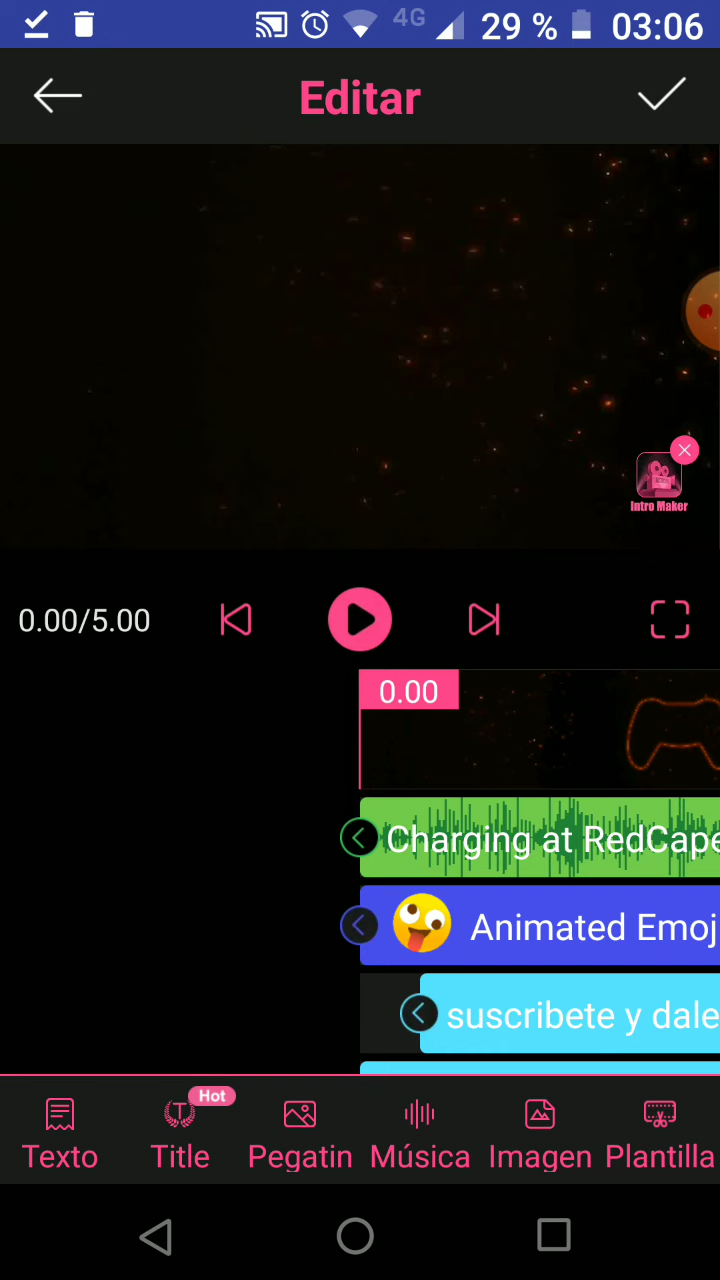 4G 29 % 03:06
Editar
Intro Maker
0.00/5.00
0.00
Charging at RedCape
Animated Emoj
suscribete y dale
Hot
Texto Title Pegatin Música Imagen Plantilla